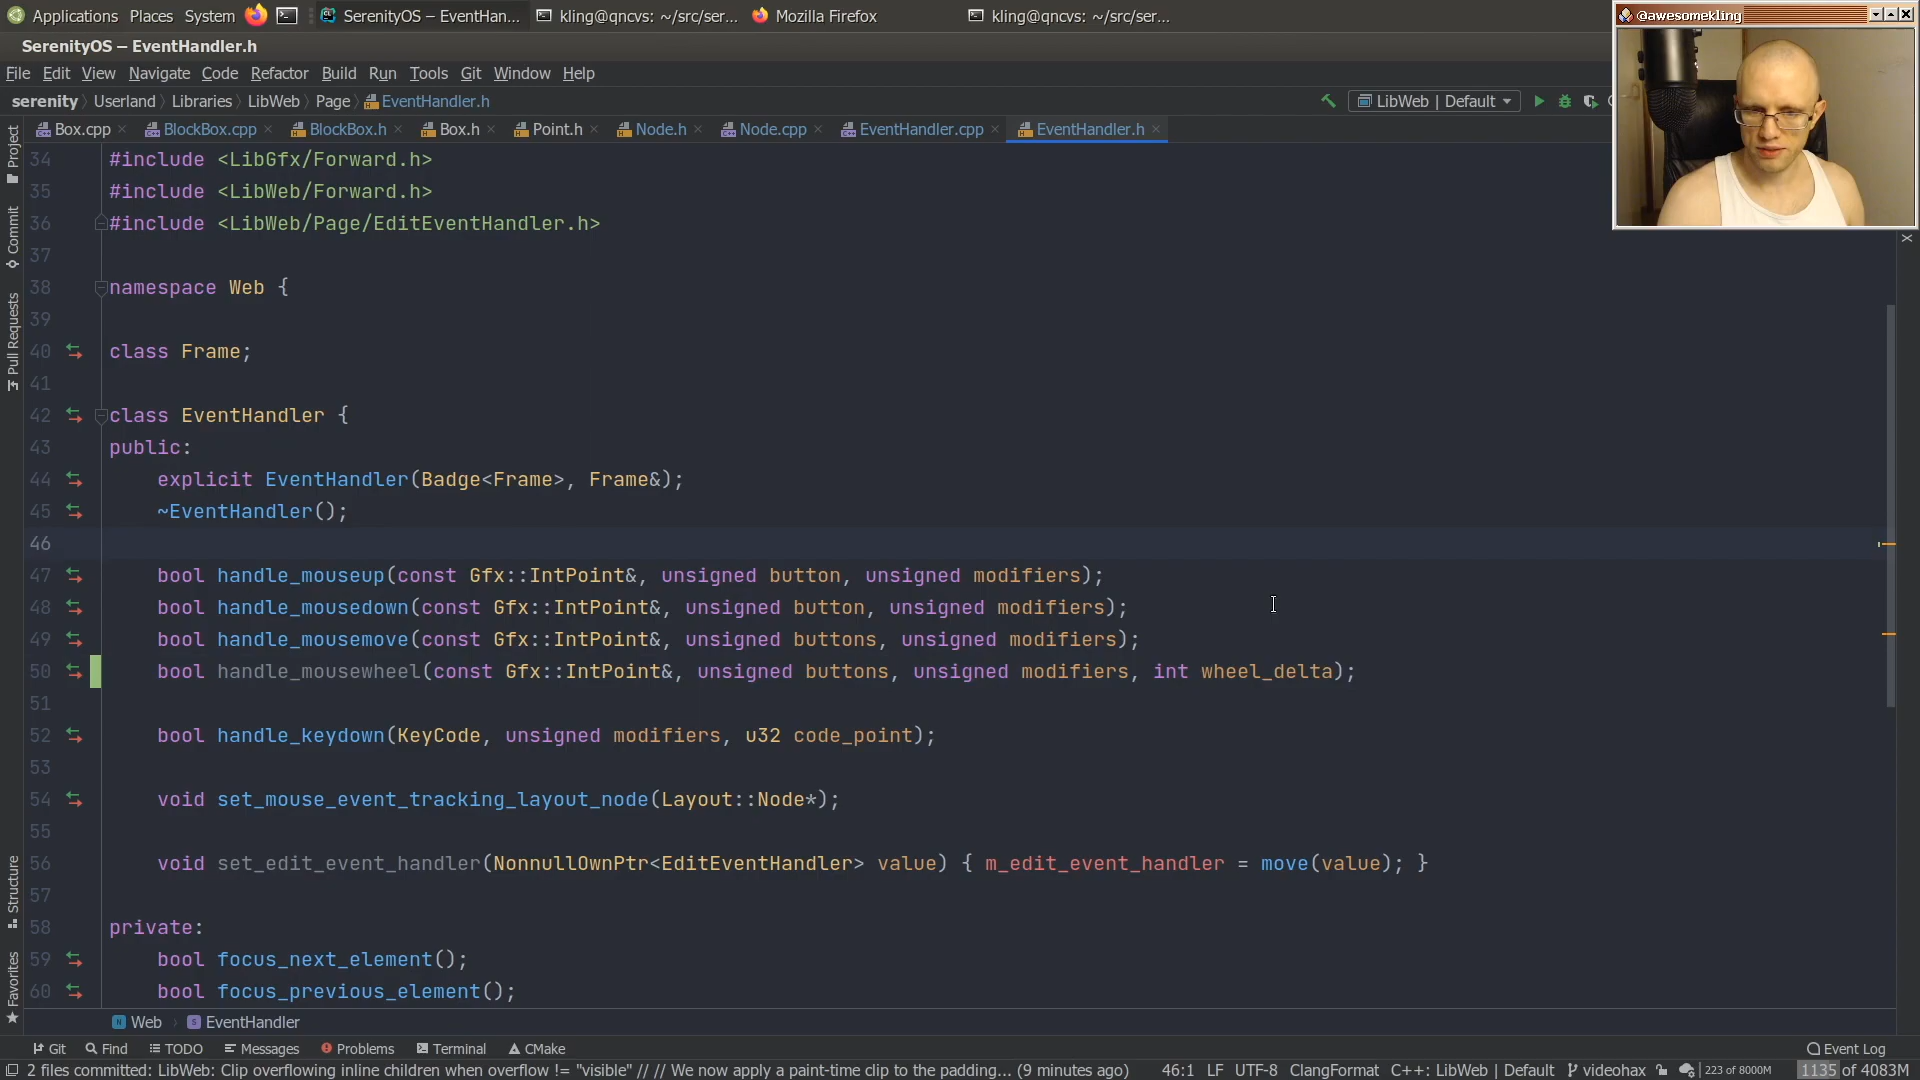 Applications Places System SerenityOS – EventHan... kling@qncvs: ~/src/ser... Mozilla Firefox kling@qncvs: ~/src/ser...
@awesomekling
SerenityOS – EventHandler.h
File Edit View Navigate Code Refactor Build Run Tools Git Window Help
serenity Userland Libraries LibWeb Page EventHandler.h LibWeb | Default
Box.cpp BlockBox.cpp BlockBox.h Box.h Point.h Node.h Node.cpp EventHandler.cpp EventHandler.h
Project
Commit
Pull Requests
Structure
Favorites
34 #include <LibGfx/Forward.h>
35 #include <LibWeb/Forward.h>
36 #include <LibWeb/Page/EditEventHandler.h>
37
38 namespace Web {
39
40 class Frame;
41
42 class EventHandler {
43 public:
44 explicit EventHandler(Badge<Frame>, Frame&);
45 ~EventHandler();
46
47 bool handle_mouseup(const Gfx::IntPoint&, unsigned button, unsigned modifiers);
48 bool handle_mousedown(const Gfx::IntPoint&, unsigned button, unsigned modifiers);
49 bool handle_mousemove(const Gfx::IntPoint&, unsigned buttons, unsigned modifiers);
50 bool handle_mousewheel(const Gfx::IntPoint&, unsigned buttons, unsigned modifiers, int wheel_delta);
51
52 bool handle_keydown(KeyCode, unsigned modifiers, u32 code_point);
53
54 void set_mouse_event_tracking_layout_node(Layout::Node*);
55
56 void set_edit_event_handler(NonnullOwnPtr<EditEventHandler> value) { m_edit_event_handler = move(value); }
57
58 private:
59 bool focus_next_element();
60 bool focus_previous_element();
Web EventHandler
Git Find TODO Messages Problems Terminal CMake Event Log
2 files committed: LibWeb: Clip overflowing inline children when overflow != "visible" // // We now apply a paint-time clip to the padding... (9 minutes ago) 46:1 LF UTF-8 ClangFormat C++: LibWeb | Default videohax 223 of 8000M 1135 of 4083M